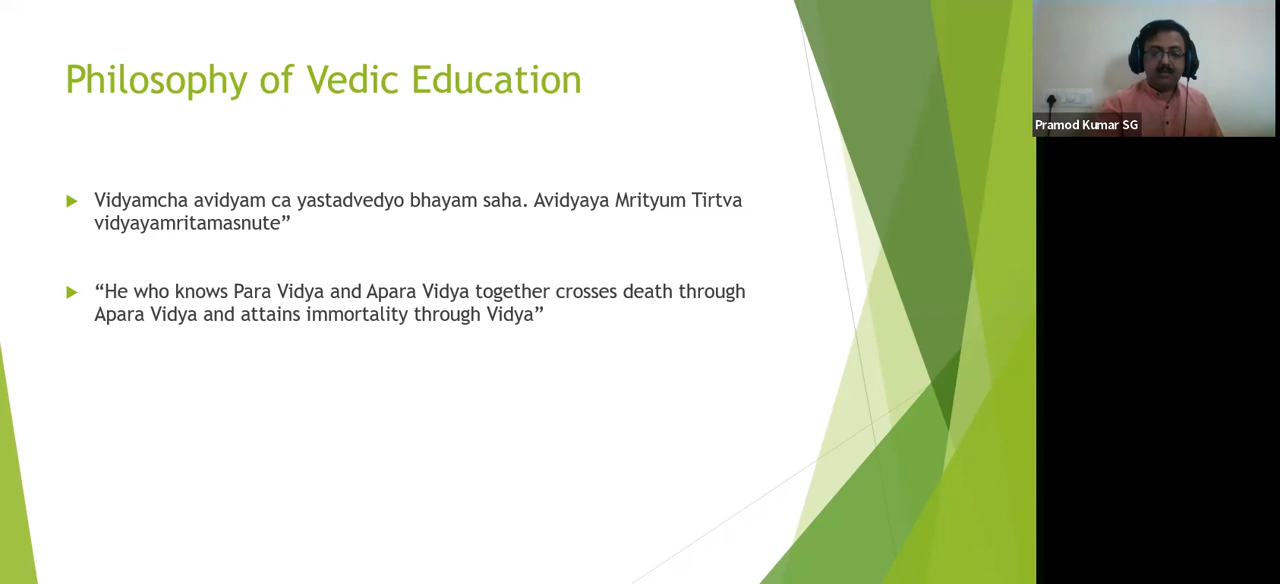 Philosophy of Vedic Education
Vidyamcha avidyam ca yastadvedyo bhayam saha. Avidyaya Mrityum Tirtva
vidyayamritamasnute”
“He who knows Para Vidya and Apara Vidya together crosses death through
Apara Vidya and attains immortality through Vidya”
Pramod Kumar SG